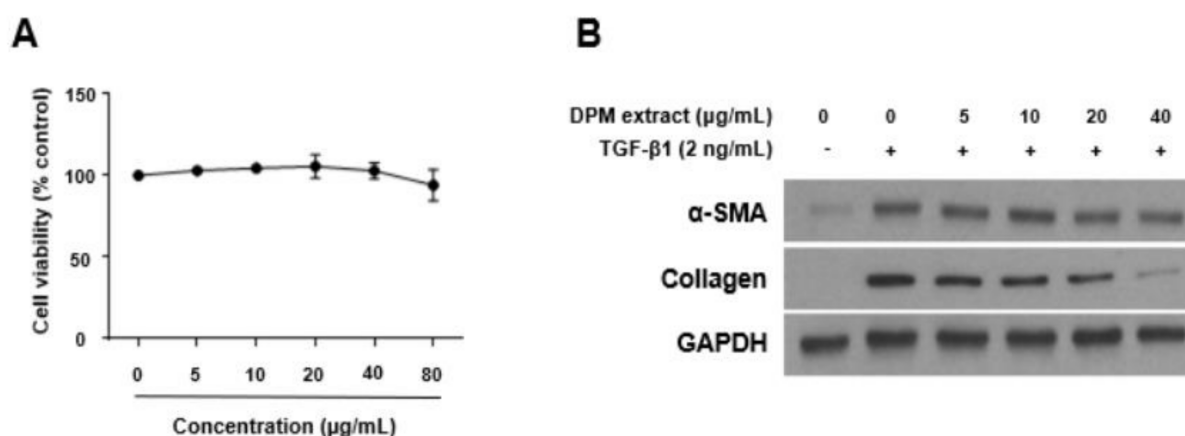 A
Cell viability (% control)
150
100
50
0
0 5 10 20 40 80
Concentration (µg/mL)
B
DPM extract (µg/mL) 0 0 5 10 20 40
TGF-β1 (2 ng/mL) - + + + + +
α-SMA
Collagen
GAPDH